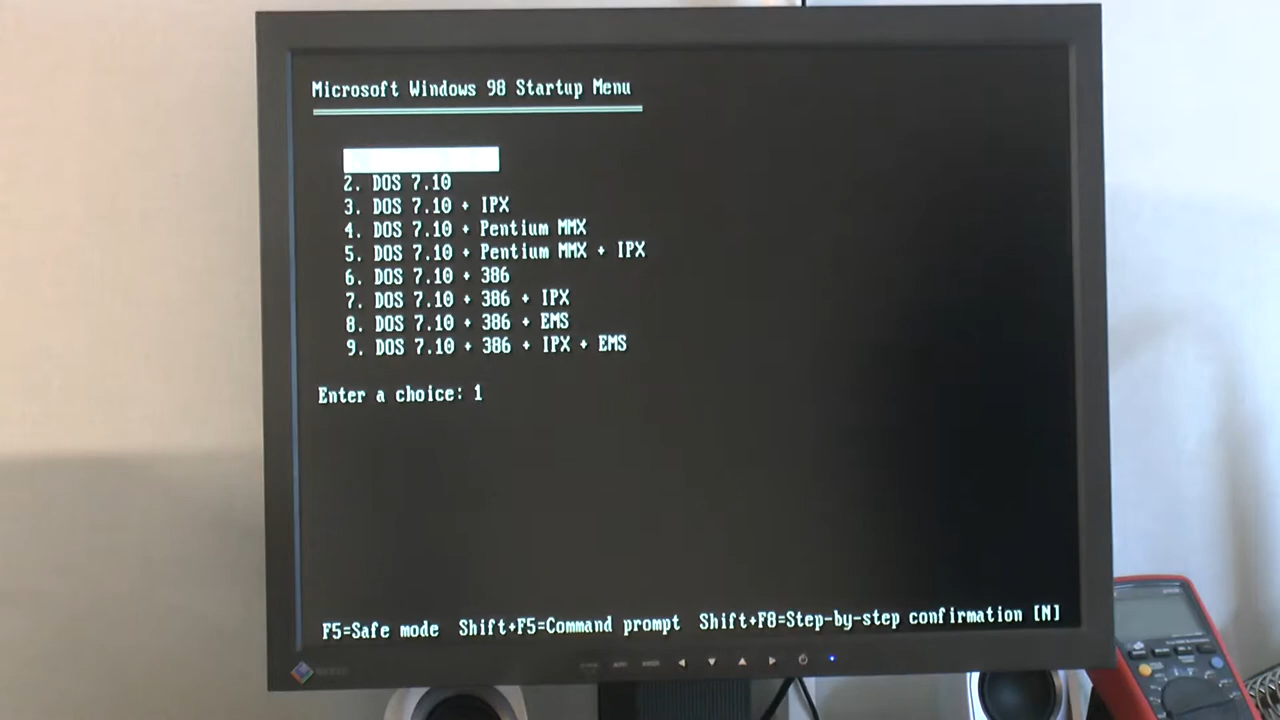 Microsoft Windows 98 Startup Menu
2. DOS 7.10
3. DOS 7.10 + IPX
4. DOS 7.10 + Pentium MMX
5. DOS 7.10 + Pentium MMX + IPX
6. DOS 7.10 + 386
7. DOS 7.10 + 386 + IPX
8. DOS 7.10 + 386 + EMS
9. DOS 7.10 + 386 + IPX + EMS
Enter a choice: 1
F5=Safe mode Shift+F5=Command prompt Shift+F8=Step-by-step confirmation [N]